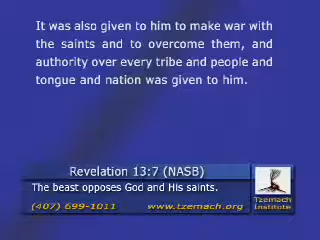 It was also given to him to make war with
the saints and to overcome them, and
authority over every tribe and people and
tongue and nation was given to him.
Revelation 13:7 (NASB)
The beast opposes God and His saints.
(407) 699-1011 www.tzemach.org
Tzemach
Institute